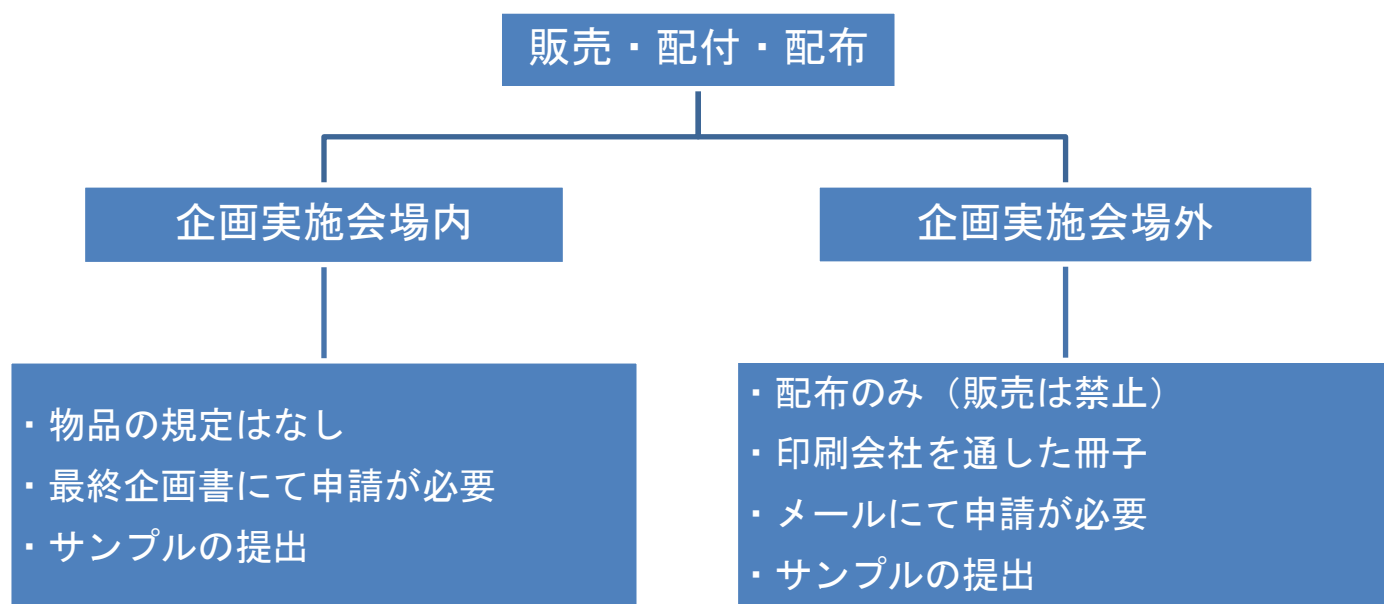 販売・配付・配布
企画実施会場内
企画実施会場外
・物品の規定はなし
・最終企画書にて申請が必要
・サンプルの提出
・配布のみ（販売は禁止）
・印刷会社を通した冊子
・メールにて申請が必要
・サンプルの提出